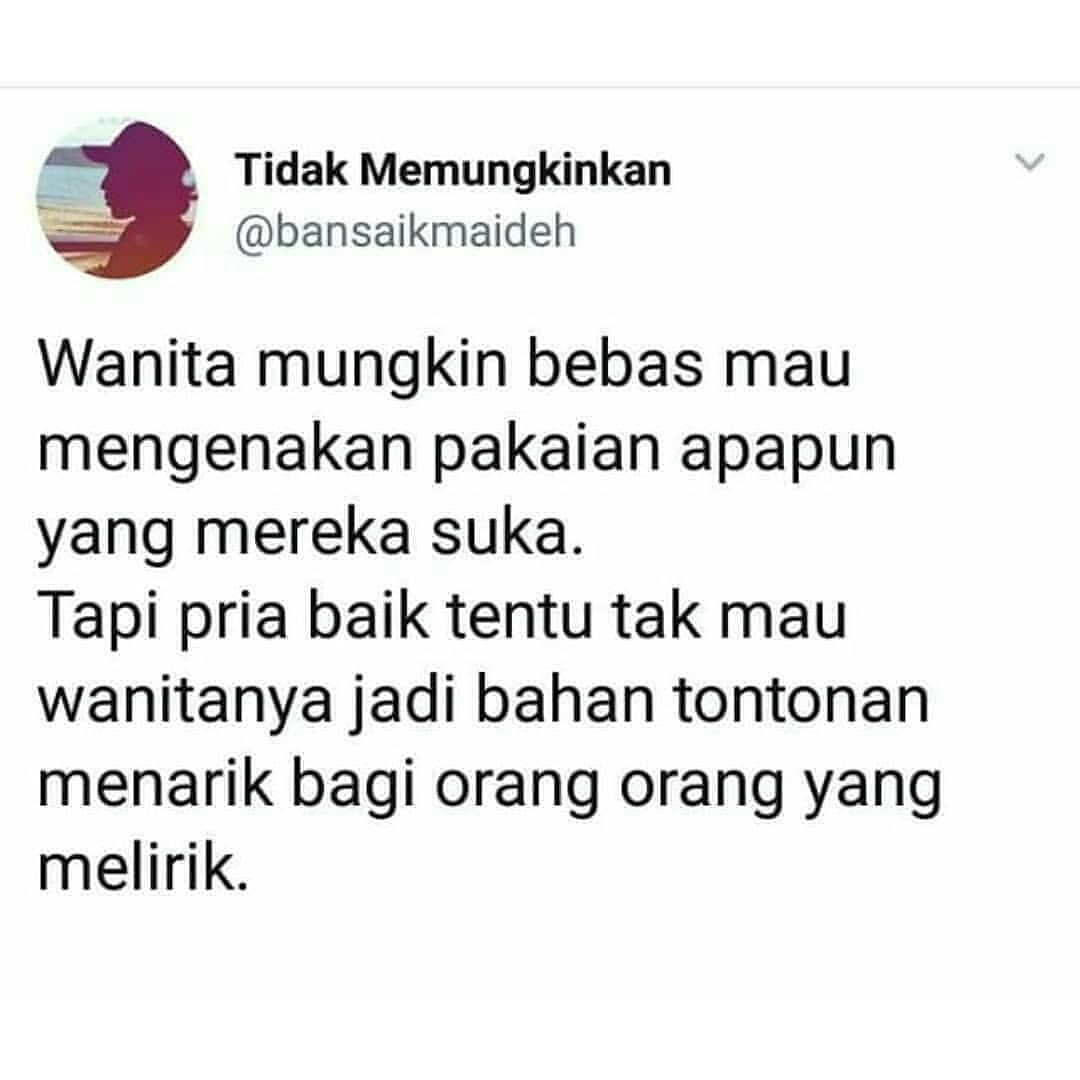 Tidak Memungkinkan
@bansaikmaideh
Wanita mungkin bebas mau
mengenakan pakaian apapun
yang mereka suka.
Tapi pria baik tentu tak mau
wanitanya jadi bahan tontonan
menarik bagi orang orang yang
melirik.